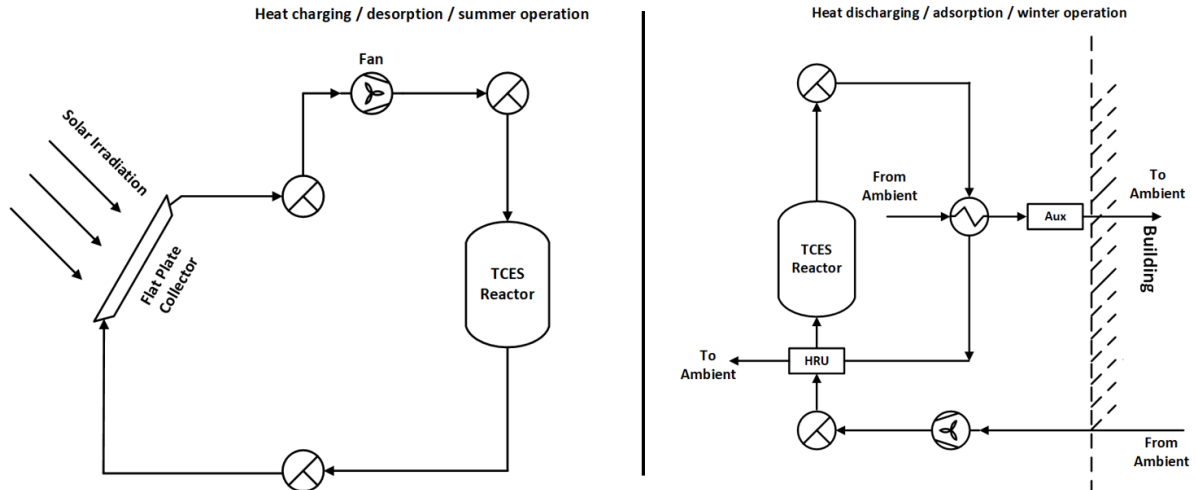 Heat charging / desorption / summer operation
Fan
Solar Irradiation
Flat Plate
Collector
TCES
Reactor
Heat discharging / adsorption / winter operation
From
Ambient
To
Ambient
Aux
Building
TCES
Reactor
To
Ambient
HRU
From
Ambient